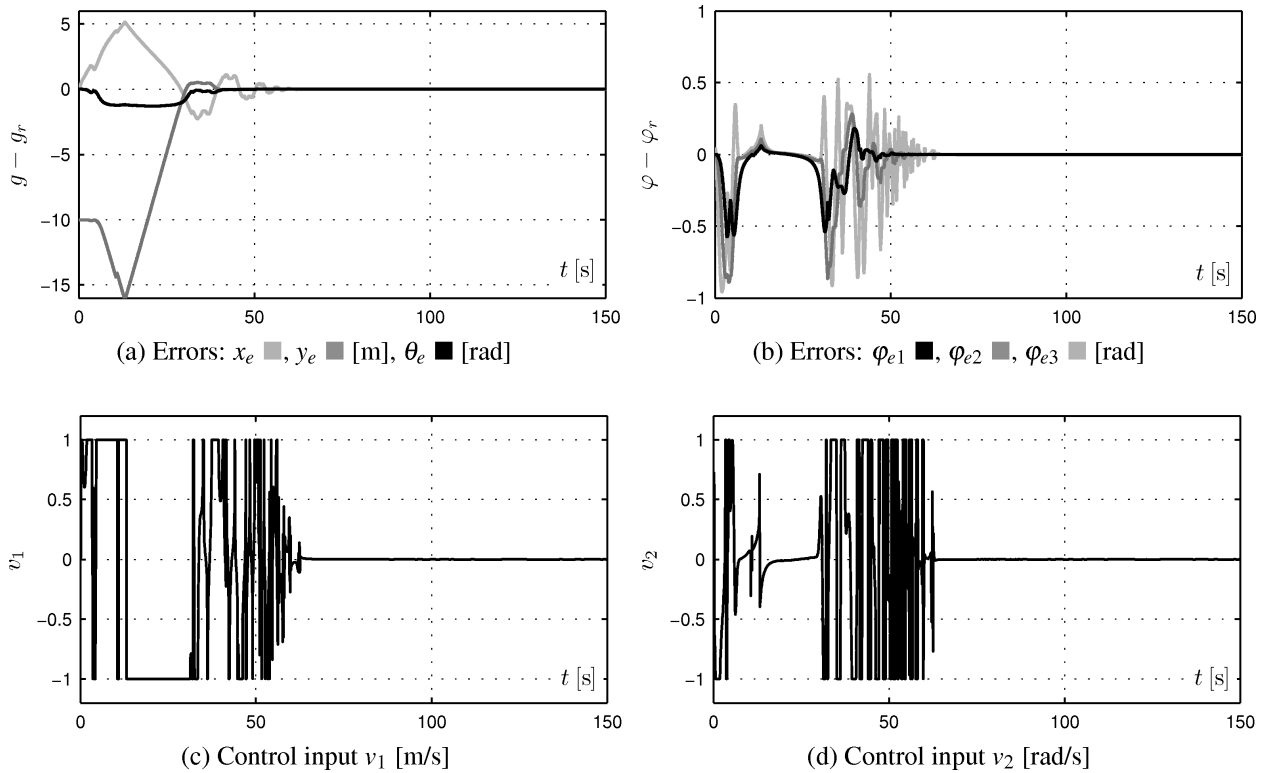 5
0
−5
−10
−15
g − g_r
t [s]
0 50 100 150
(a) Errors: x_e ■, y_e ■ [m], θ_e ■ [rad]
1
0.5
0
−0.5
−1
φ − φ_r
t [s]
0 50 100 150
(b) Errors: φ_e1 ■, φ_e2 ■, φ_e3 ■ [rad]
1
0.5
0
−0.5
−1
v_1
t [s]
0 50 100 150
(c) Control input v_1 [m/s]
1
0.5
0
−0.5
−1
v_2
t [s]
0 50 100 150
(d) Control input v_2 [rad/s]